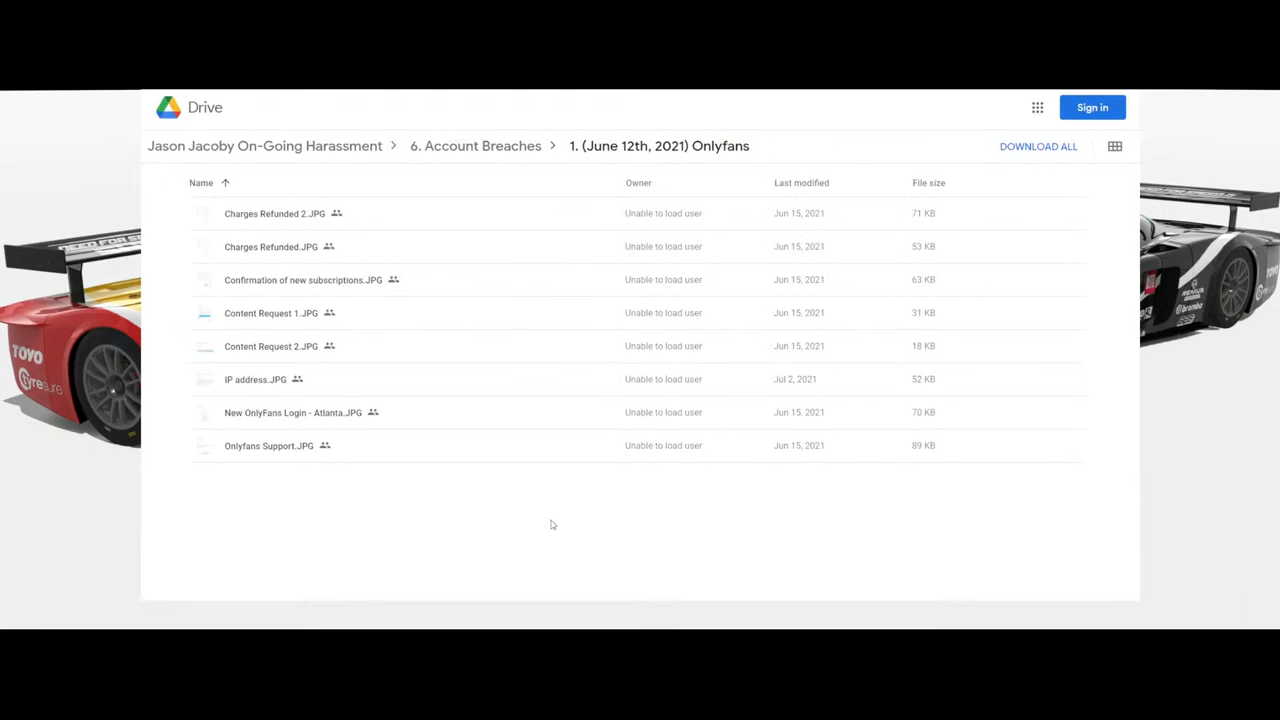 Drive
Sign in
Jason Jacoby On-Going Harassment > 6. Account Breaches > 1. (June 12th, 2021) Onlyfans
DOWNLOAD ALL
Name Owner Last modified File size
Charges Refunded 2.JPG Unable to load user Jun 15, 2021 71 KB
Charges Refunded.JPG Unable to load user Jun 15, 2021 53 KB
Confirmation of new subscriptions.JPG Unable to load user Jun 15, 2021 63 KB
Content Request 1.JPG Unable to load user Jun 15, 2021 31 KB
Content Request 2.JPG Unable to load user Jun 15, 2021 18 KB
IP address.JPG Unable to load user Jul 2, 2021 52 KB
New OnlyFans Login - Atlanta.JPG Unable to load user Jun 15, 2021 70 KB
Onlyfans Support.JPG Unable to load user Jun 15, 2021 89 KB
NEED FOR
TOYO
tyresure
brembo